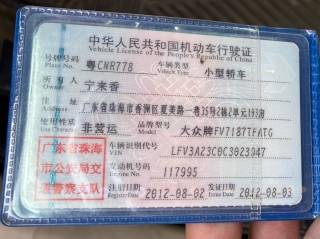 中华人民共和国机动车行驶证
Vehicle License of the People's Republic of China
号牌号码 粤CNR778 车辆类型 小型轿车
Plate No. Vehicle Type
所有人 宁来香
Owner
住址 广东省珠海市香洲区夏美路一巷35号2栋2单元193房
Address
使用性质 非营运 品牌型号 大众牌FV7187TFATG
Use Character Model
广东省珠海 车辆识别代号 LFV3A23C0C3023947
VIN
市公安局交 发动机号码 117995
Engine No.
通警察支队 注册日期 2012-08-02 发证日期 2012-08-03
Register Date Issue Date